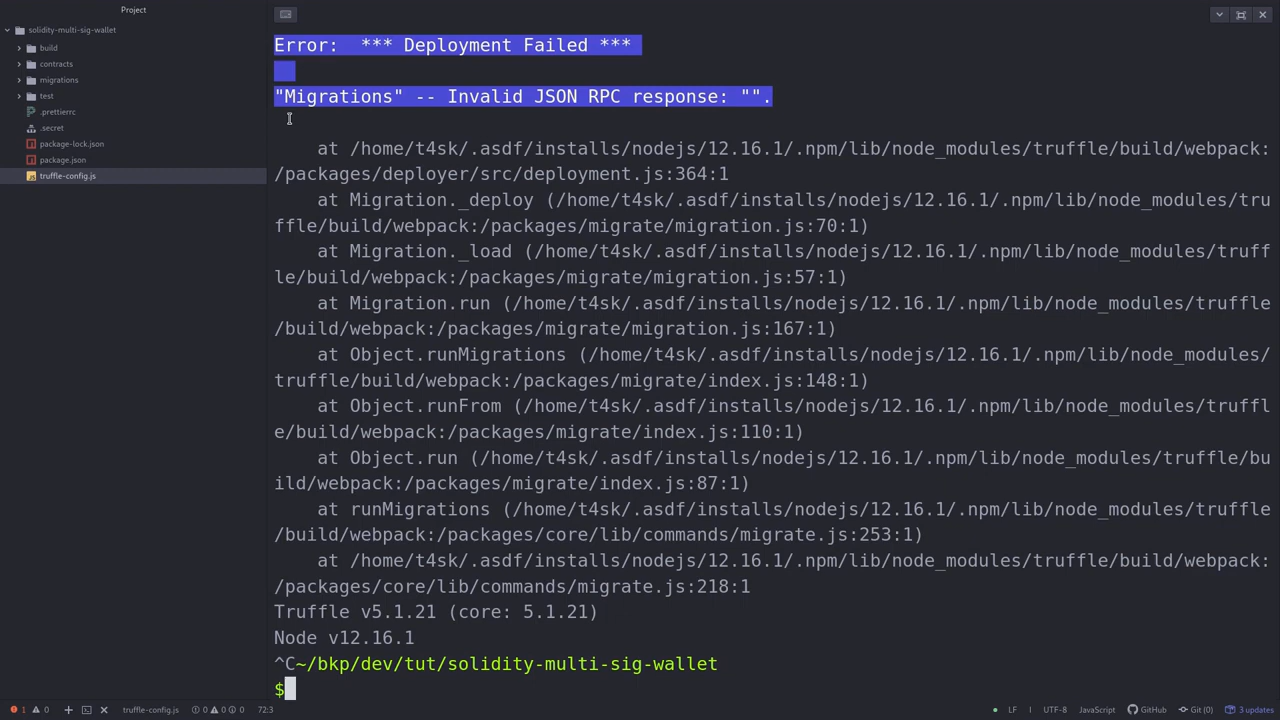 Project
solidity-multi-sig-wallet
build
contracts
migrations
test
.prettierrc
.secret
package-lock.json
package.json
truffle-config.js
Error:  *** Deployment Failed ***
"Migrations" -- Invalid JSON RPC response: "".
at /home/t4sk/.asdf/installs/nodejs/12.16.1/.npm/lib/node_modules/truffle/build/webpack:
/packages/deployer/src/deployment.js:364:1
at Migration._deploy (/home/t4sk/.asdf/installs/nodejs/12.16.1/.npm/lib/node_modules/tru
ffle/build/webpack:/packages/migrate/migration.js:70:1)
at Migration._load (/home/t4sk/.asdf/installs/nodejs/12.16.1/.npm/lib/node_modules/truff
le/build/webpack:/packages/migrate/migration.js:57:1)
at Migration.run (/home/t4sk/.asdf/installs/nodejs/12.16.1/.npm/lib/node_modules/truffle
/build/webpack:/packages/migrate/migration.js:167:1)
at Object.runMigrations (/home/t4sk/.asdf/installs/nodejs/12.16.1/.npm/lib/node_modules/
truffle/build/webpack:/packages/migrate/index.js:148:1)
at Object.runFrom (/home/t4sk/.asdf/installs/nodejs/12.16.1/.npm/lib/node_modules/truffl
e/build/webpack:/packages/migrate/index.js:110:1)
at Object.run (/home/t4sk/.asdf/installs/nodejs/12.16.1/.npm/lib/node_modules/truffle/bu
ild/webpack:/packages/migrate/index.js:87:1)
at runMigrations (/home/t4sk/.asdf/installs/nodejs/12.16.1/.npm/lib/node_modules/truffle
/build/webpack:/packages/core/lib/commands/migrate.js:253:1)
at /home/t4sk/.asdf/installs/nodejs/12.16.1/.npm/lib/node_modules/truffle/build/webpack:
/packages/core/lib/commands/migrate.js:218:1
Truffle v5.1.21 (core: 5.1.21)
Node v12.16.1
^C~/bkp/dev/tut/solidity-multi-sig-wallet
$
1 0 truffle-config.js 0 0 0 72:3 LF UTF-8 JavaScript GitHub Git (0) 3 updates